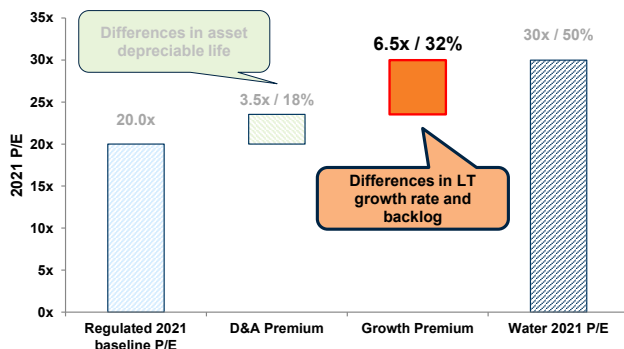 Differences in asset
depreciable life
6.5x / 32%
30x / 50%
3.5x / 18%
20.0x
Differences in LT
growth rate and
backlog
2021 P/E
35x
30x
25x
20x
15x
10x
5x
0x
Regulated 2021
baseline P/E
D&A Premium
Growth Premium
Water 2021 P/E